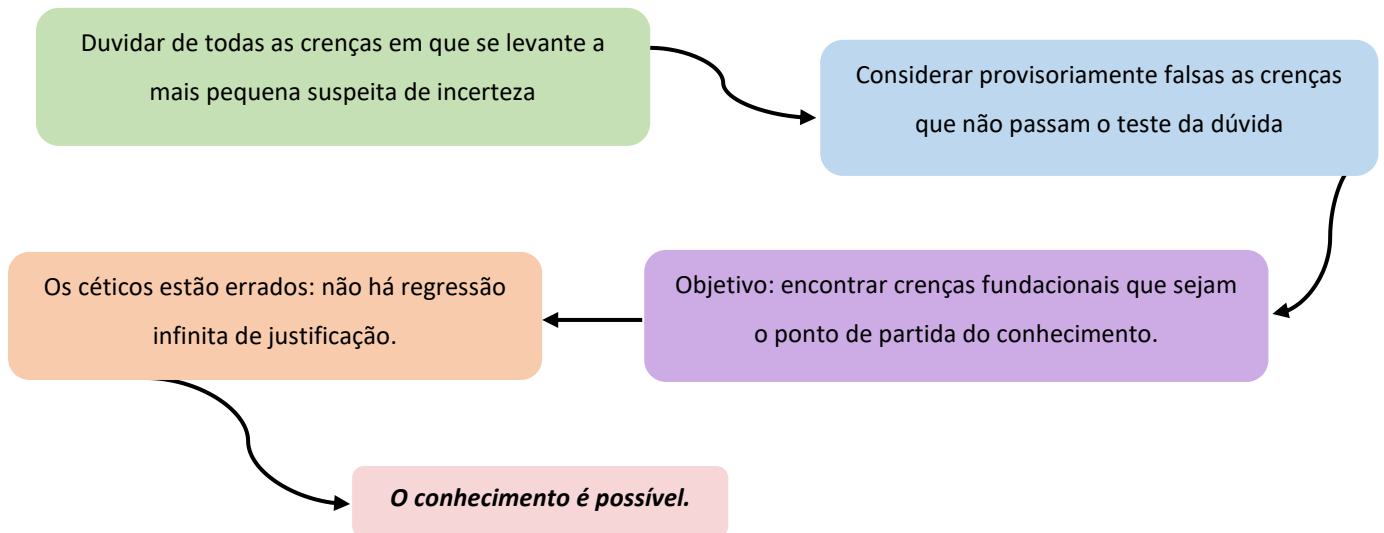 Duvidar de todas as crenças em que se levante a
mais pequena suspeita de incerteza
Considerar provisoriamente falsas as crenças
que não passam o teste da dúvida
Objetivo: encontrar crenças fundacionais que sejam
o ponto de partida do conhecimento.
Os céticos estão errados: não há regressão
infinita de justificação.
O conhecimento é possível.